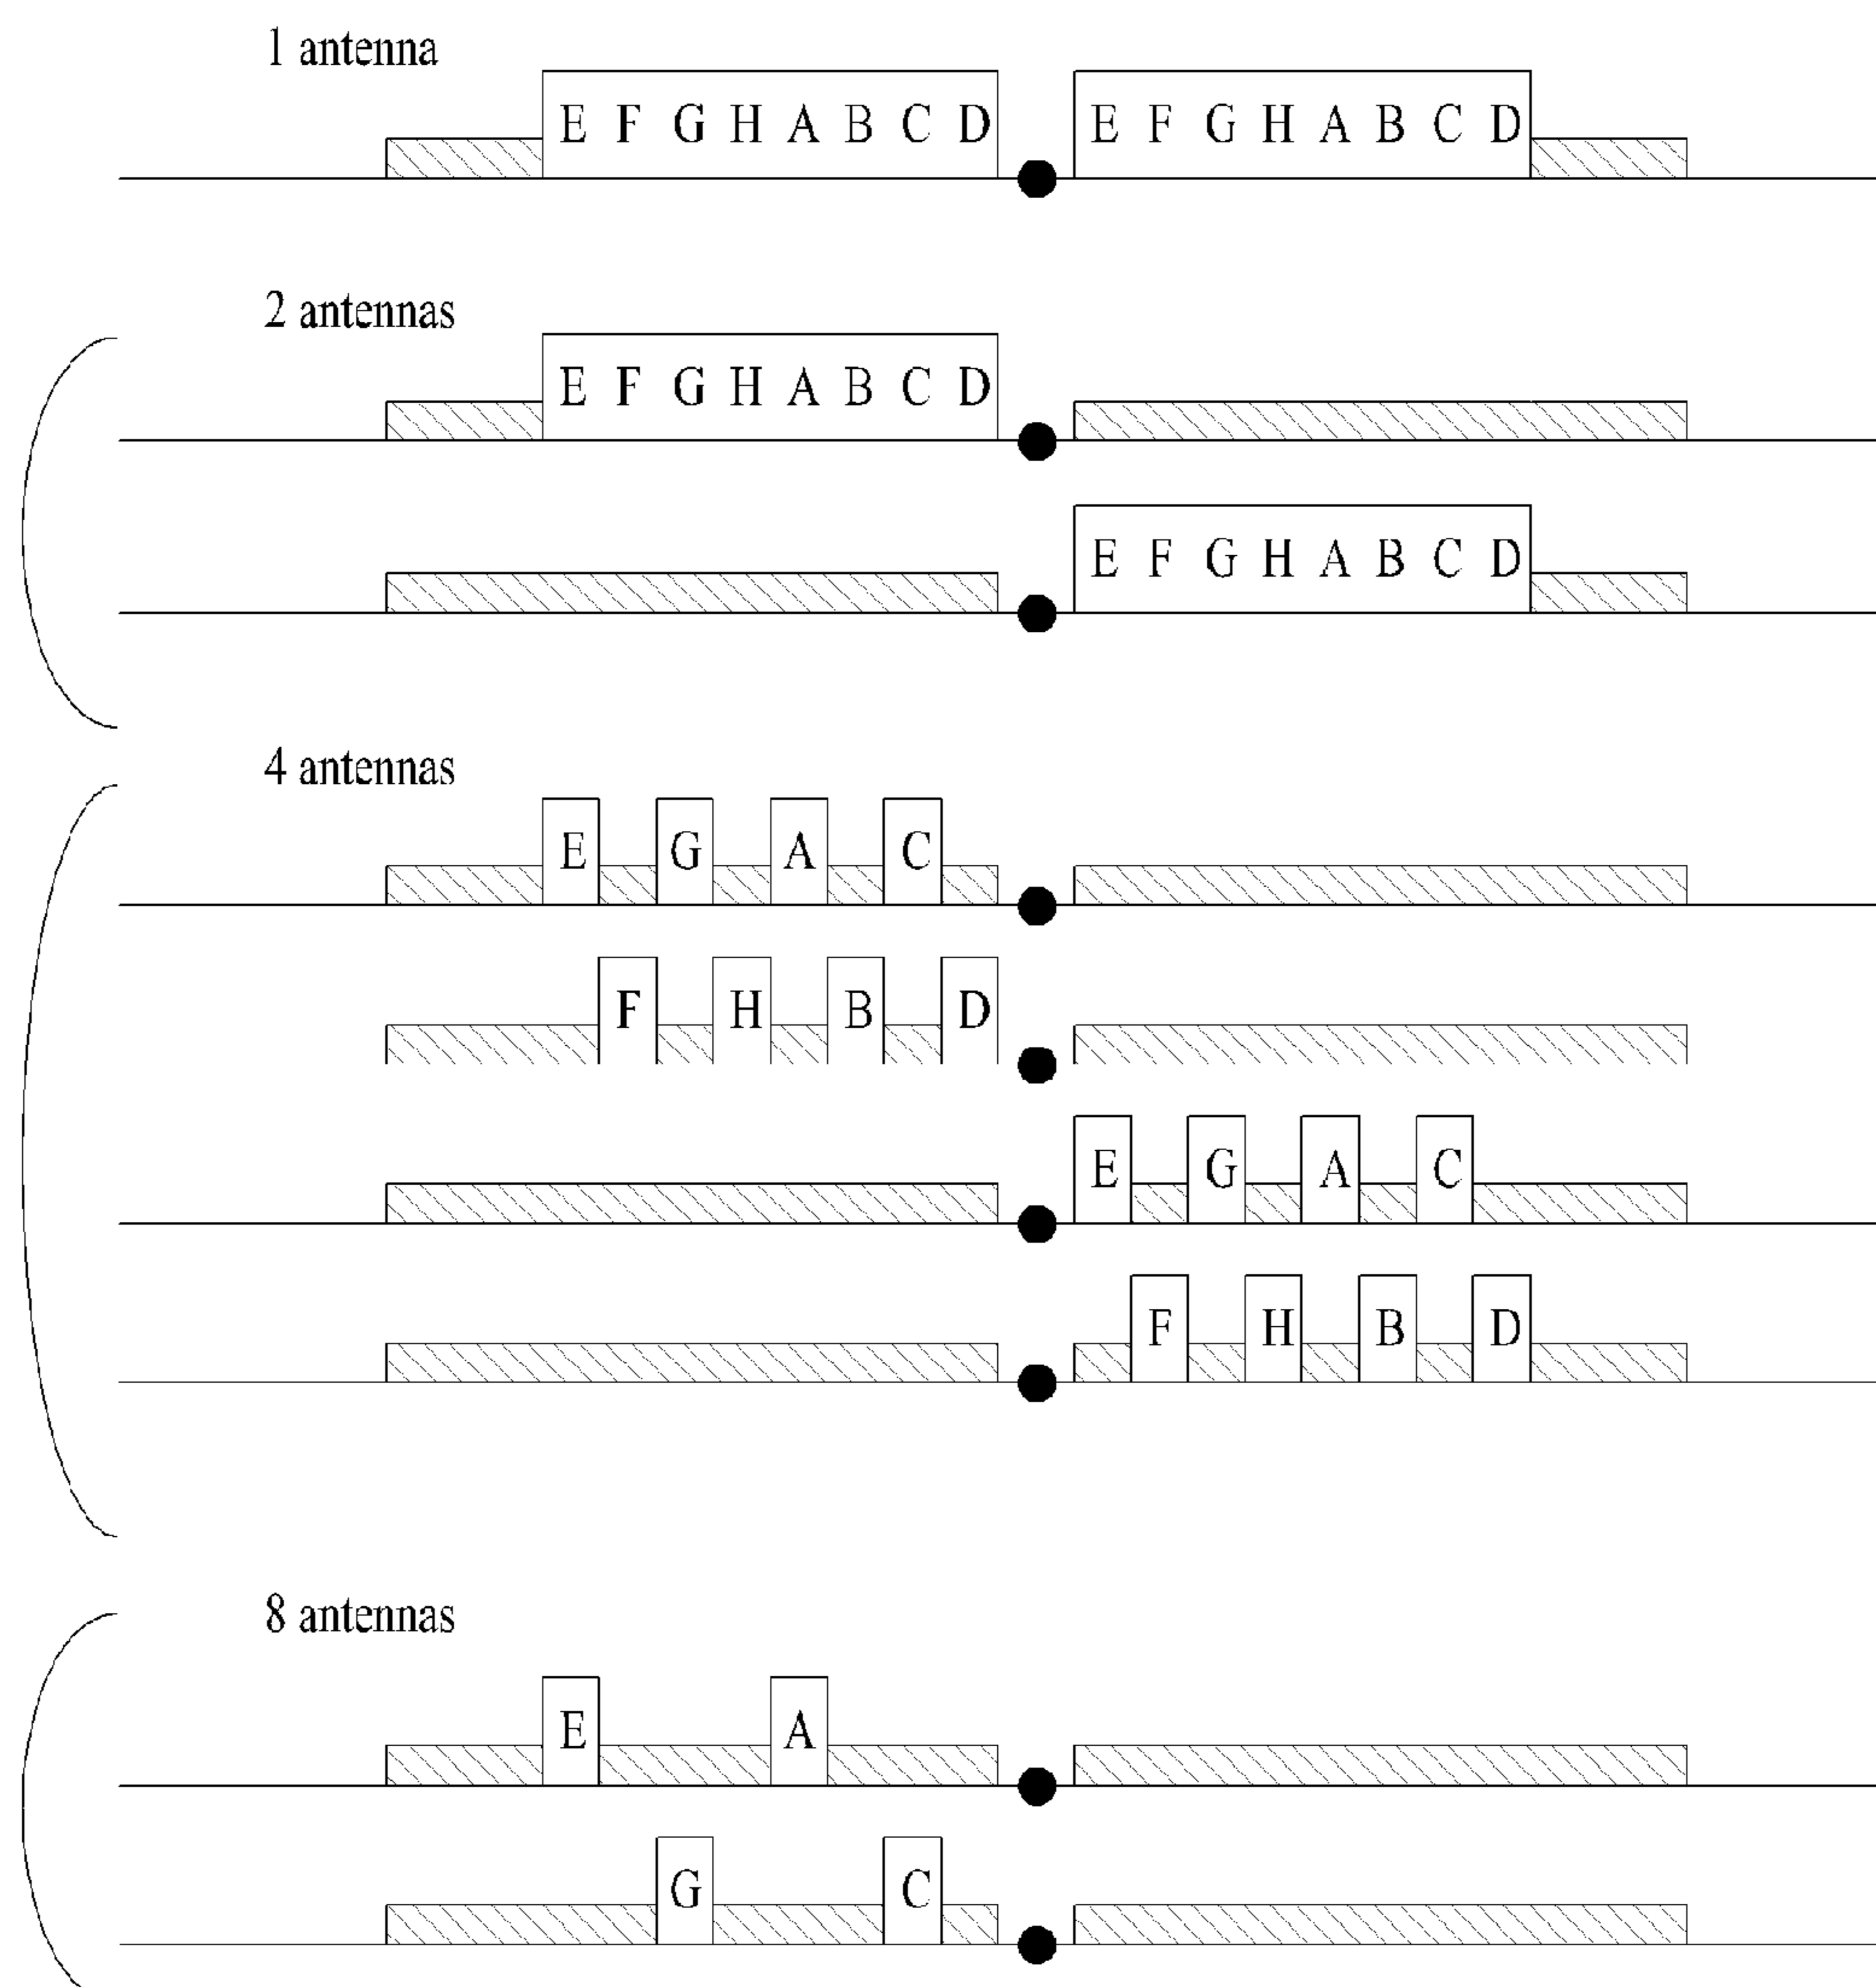 1 antenna
E F G H A B C D E F G H A B C D
2 antennas
E F G H A B C D
E F G H A B C D
4 antennas
E G A C
F H B D
E G A C
F H B D
8 antennas
E A
G C